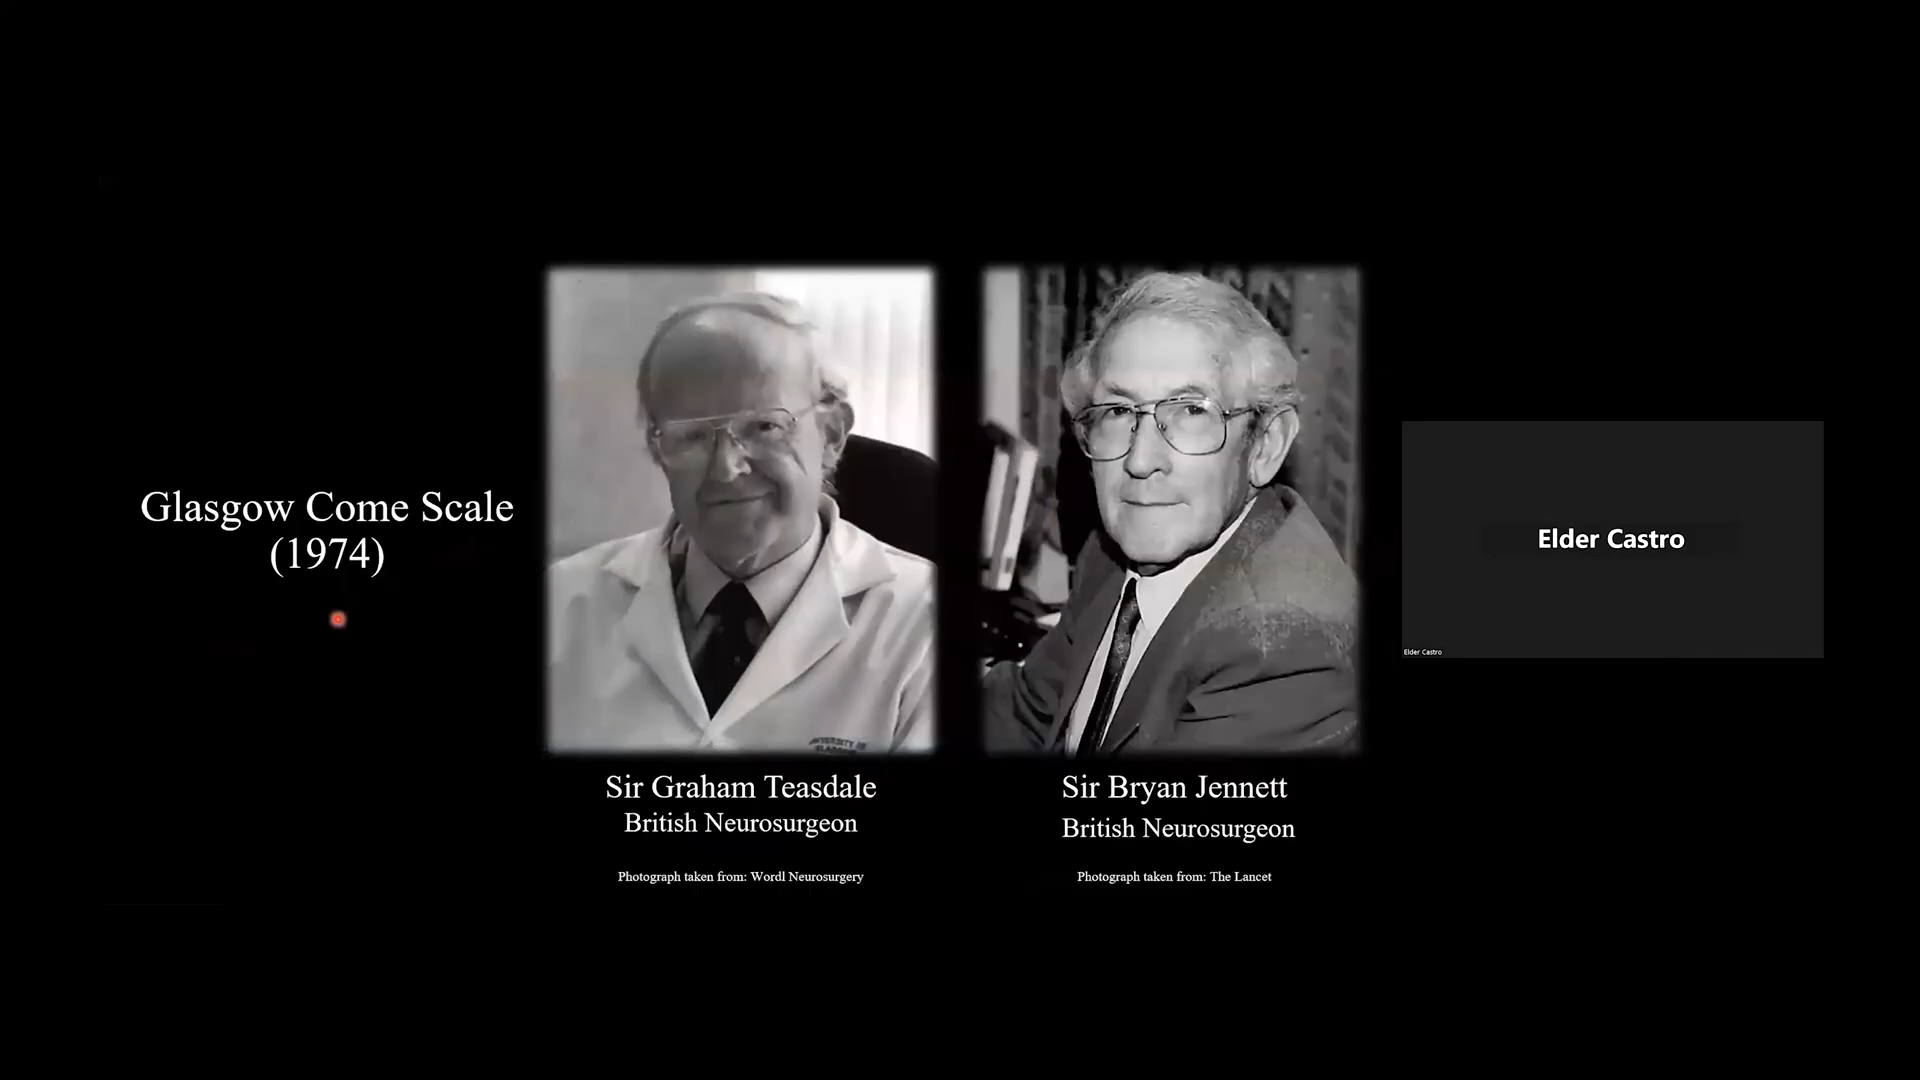 Glasgow Come Scale
(1974)
Sir Graham Teasdale
British Neurosurgeon
Photograph taken from: Wordl Neurosurgery
Sir Bryan Jennett
British Neurosurgeon
Photograph taken from: The Lancet
Elder Castro
Elder Castro